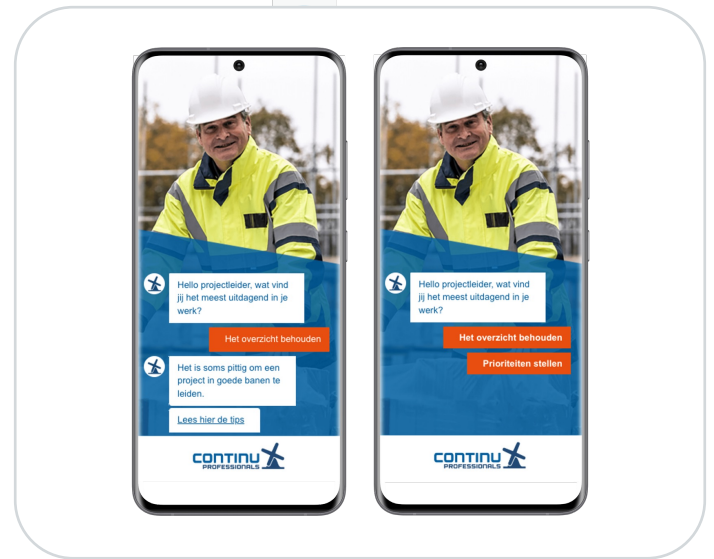 Hello projectleider, wat vind
jij het meest uitdagend in je
werk?
Het overzicht behouden
Het is soms pittig om een
project in goede banen te
leiden.
Lees hier de tips
CONTINU
PROFESSIONALS
Hello projectleider, wat vind
jij het meest uitdagend in je
werk?
Het overzicht behouden
Prioriteiten stellen
CONTINU
PROFESSIONALS